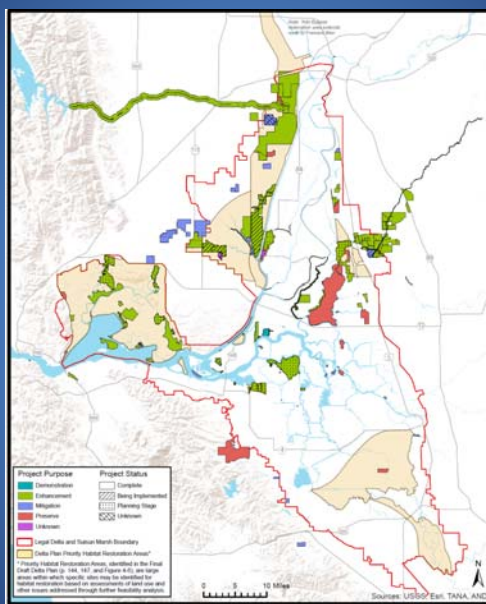 Note: Yolo Bypass
Project Purpose
Demonstration
Enhancement
Mitigation
Preserve
Unknown
Project Status
Complete
Being Implemented
Planning Stage
Unknown
Legal Delta and Suisun Marsh Boundary
Delta Plan Priority Habitat Restoration Areas*
* Priority Habitat Restoration Areas, identified in the Final
Draft Delta Plan (p. 144, 147, and Figure 4-6), are large
areas within which specific sites may be identified for
habitat restoration based on assessments of land use and
other issues addressed through further feasibility analysis.
0 5 10 Miles
Sources: USGS, Esri, TANA, AND